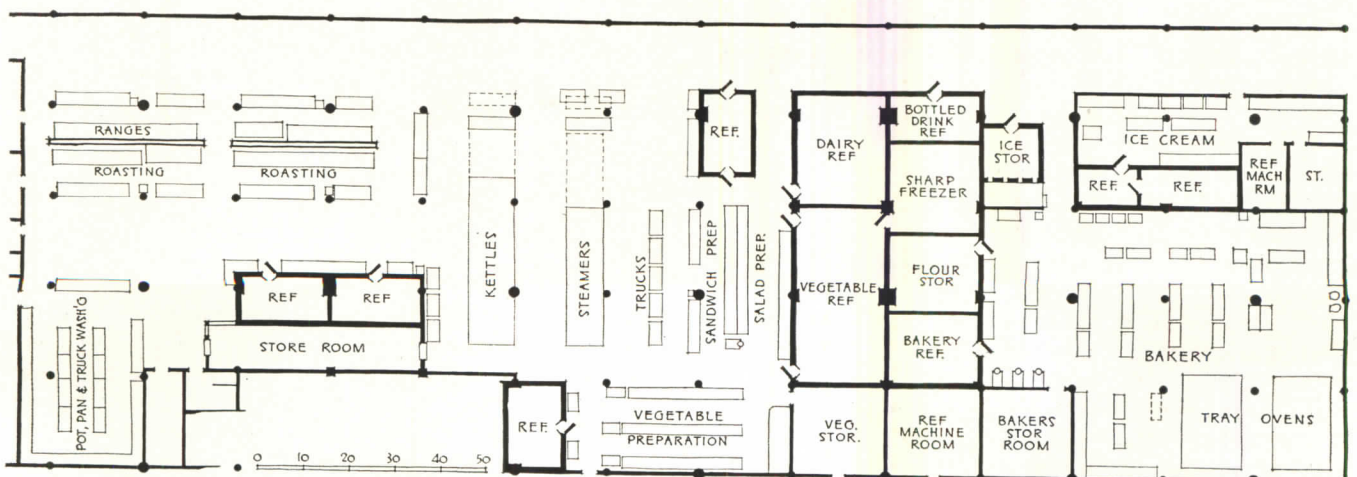 RANGES
ROASTING
ROASTING
KETTLES
STEAMERS
TRUCKS
SANDWICH PREP
SALAD PREP.
REF.
DAIRY
REF
BOTTLED
DRINK
REF
SHARP
FREEZER
ICE
STOR
ICE CREAM
REF.
REF.
REF
MACH
RM
ST.
POT, PAN & TRUCK WASH'G
REF
REF
STORE ROOM
VEGETABLE
REF
FLOUR
STOR
BAKERY
REF.
BAKERY
REF.
VEGETABLE
PREPARATION
VEG.
STOR.
REF
MACHINE
ROOM
BAKERS
STOR
ROOM
TRAY OVENS
0 10 20 30 40 50